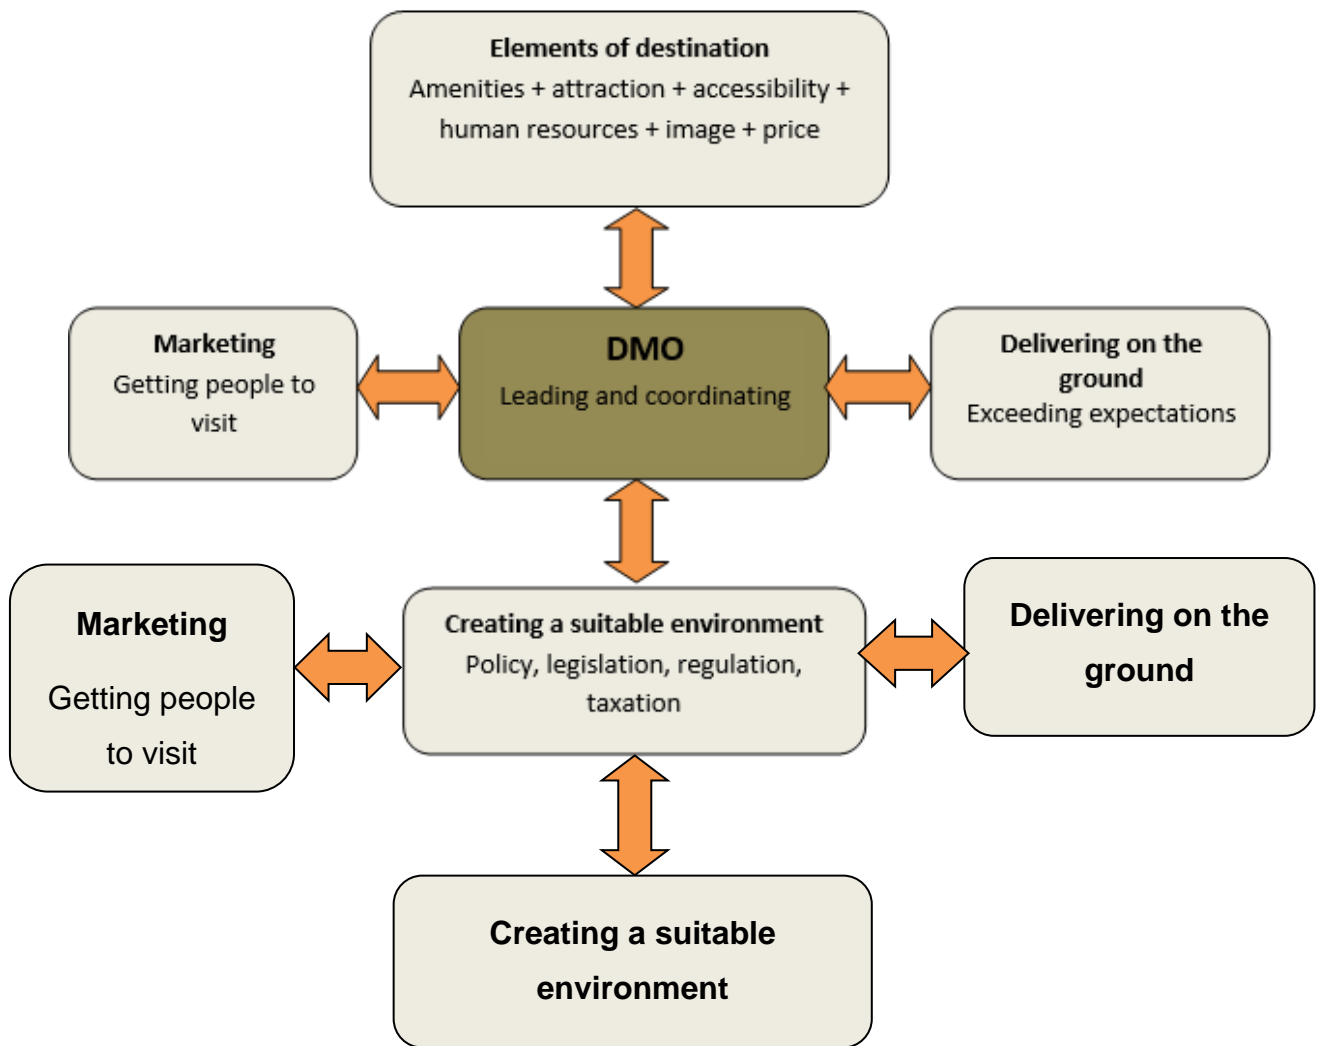 Elements of destination
Amenities + attraction + accessibility +
human resources + image + price
Marketing
Getting people to
visit
DMO
Leading and coordinating
Delivering on the
ground
Exceeding expectations
Marketing
Getting people
to visit
Creating a suitable environment
Policy, legislation, regulation,
taxation
Delivering on the
ground
Creating a suitable
environment